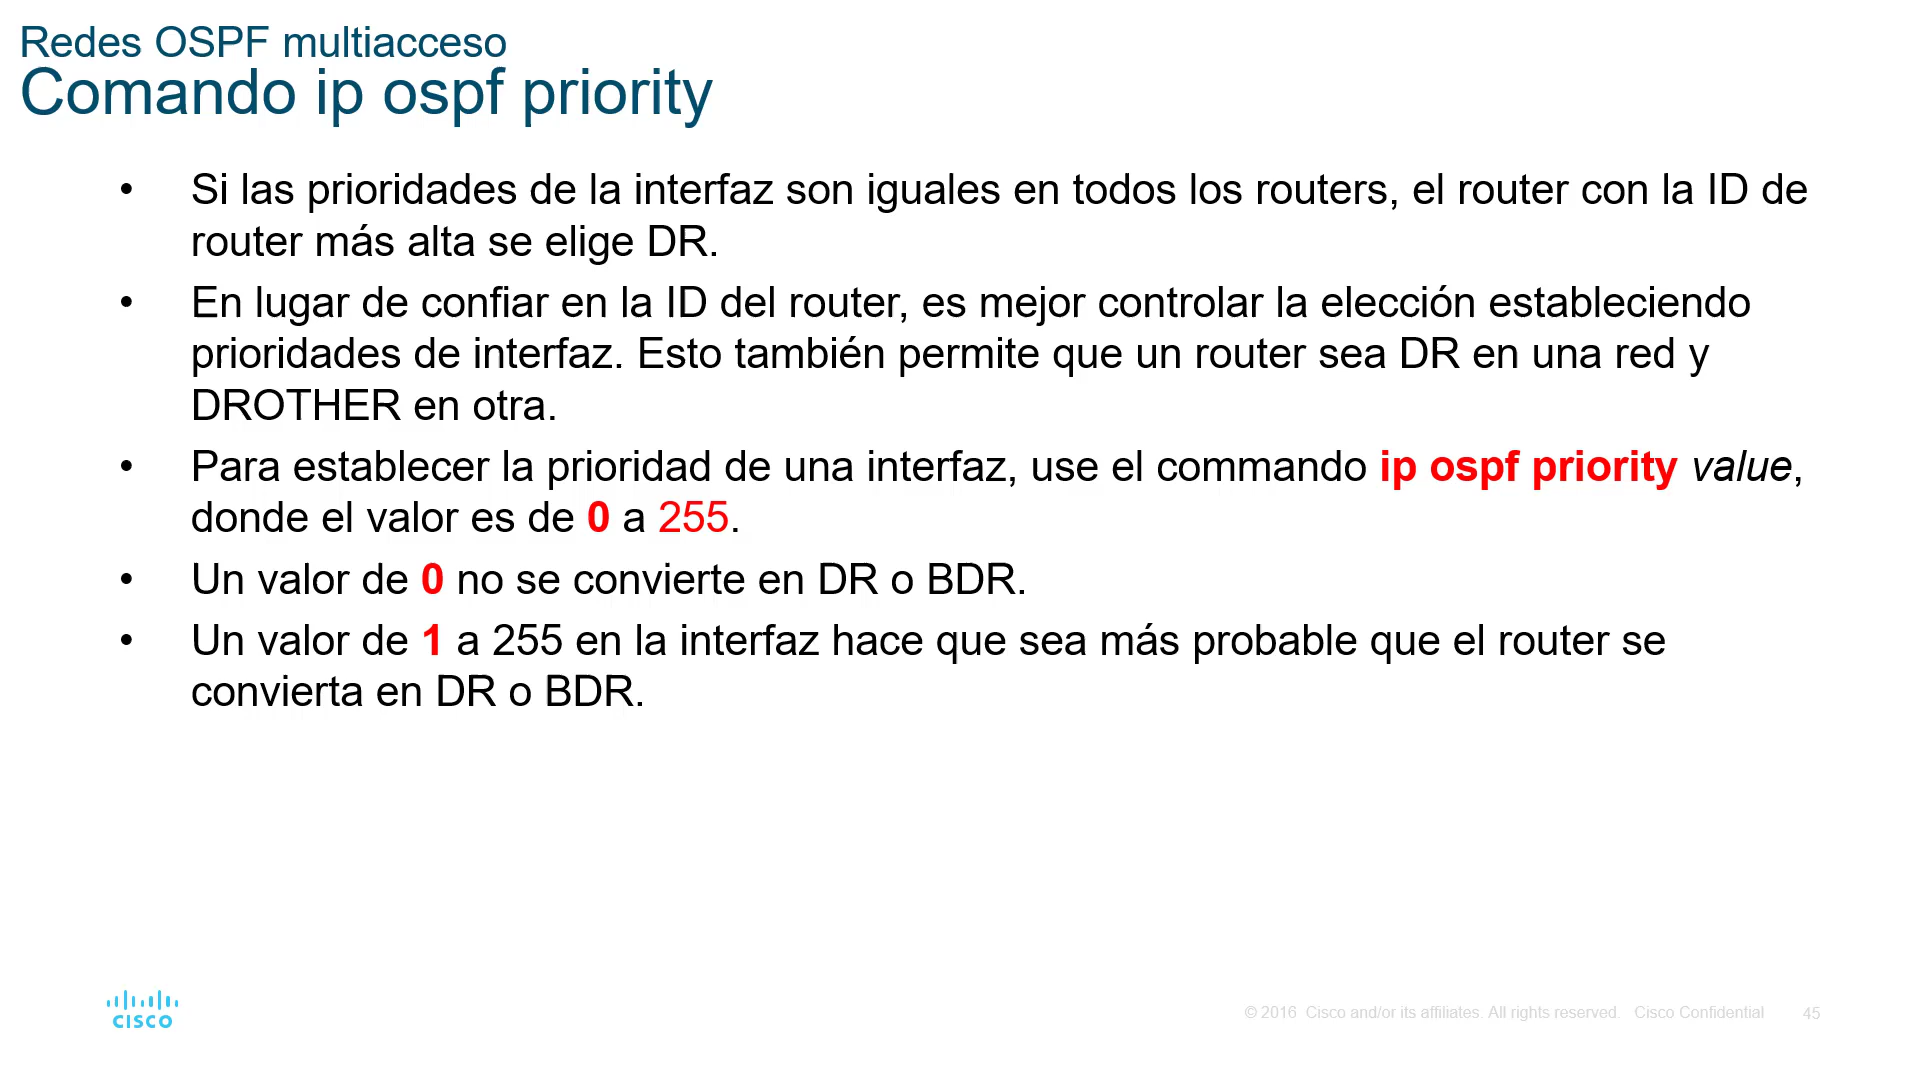 Redes OSPF multiacceso
Comando ip ospf priority
• Si las prioridades de la interfaz son iguales en todos los routers, el router con la ID de
router más alta se elige DR.
• En lugar de confiar en la ID del router, es mejor controlar la elección estableciendo
prioridades de interfaz. Esto también permite que un router sea DR en una red y
DROTHER en otra.
• Para establecer la prioridad de una interfaz, use el commando ip ospf priority value,
donde el valor es de 0 a 255.
• Un valor de 0 no se convierte en DR o BDR.
• Un valor de 1 a 255 en la interfaz hace que sea más probable que el router se
convierta en DR o BDR.
CISCO
© 2016 Cisco and/or its affiliates. All rights reserved. Cisco Confidential 45